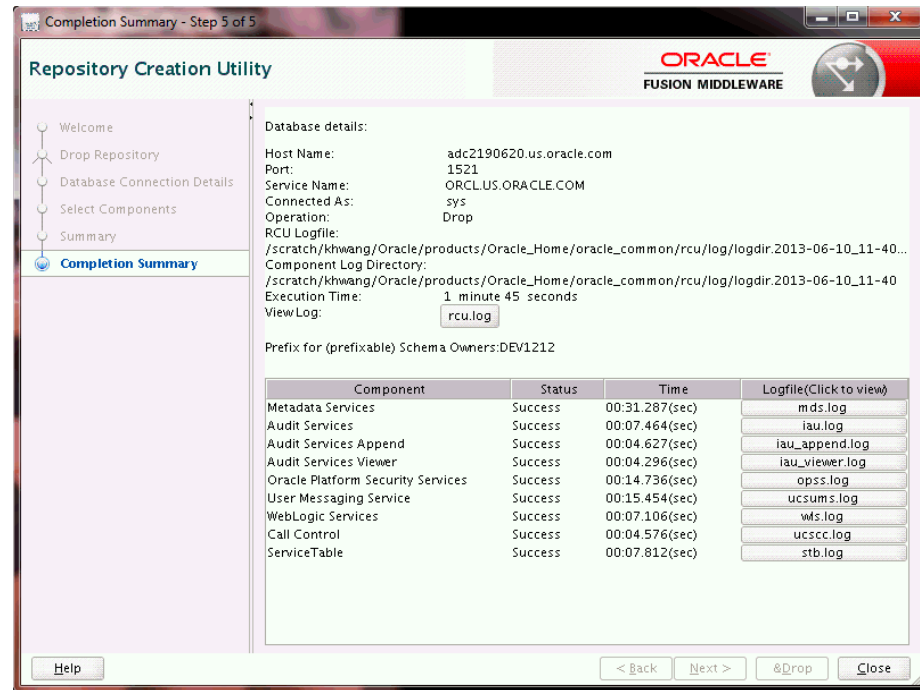 Completion Summary - Step 5 of 5
Repository Creation Utility
ORACLE
FUSION MIDDLEWARE
Welcome
Drop Repository
Database Connection Details
Select Components
Summary
Completion Summary
Database details:
Host Name: adc2190620.us.oracle.com
Port: 1521
Service Name: ORCL.US.ORACLE.COM
Connected As: sys
Operation: Drop
RCU Logfile:
/scratch/khwang/Oracle/products/Oracle_Home/oracle_common/rcu/log/logdir.2013-06-10_11-40...
Component Log Directory:
/scratch/khwang/Oracle/products/Oracle_Home/oracle_common/rcu/log/logdir.2013-06-10_11-40
Execution Time: 1 minute 45 seconds
View Log: rcu.log
Prefix for (prefixable) Schema Owners:DEV1212
Component Status Time Logfile(Click to view)
Metadata Services Success 00:31.287(sec) mds.log
Audit Services Success 00:07.464(sec) iau.log
Audit Services Append Success 00:04.627(sec) iau_append.log
Audit Services Viewer Success 00:04.296(sec) iau_viewer.log
Oracle Platform Security Services Success 00:14.736(sec) opss.log
User Messaging Service Success 00:15.454(sec) ucsums.log
WebLogic Services Success 00:07.106(sec) wls.log
Call Control Success 00:04.576(sec) ucscc.log
ServiceTable Success 00:07.812(sec) stb.log
Help < Back Next > &Drop Close